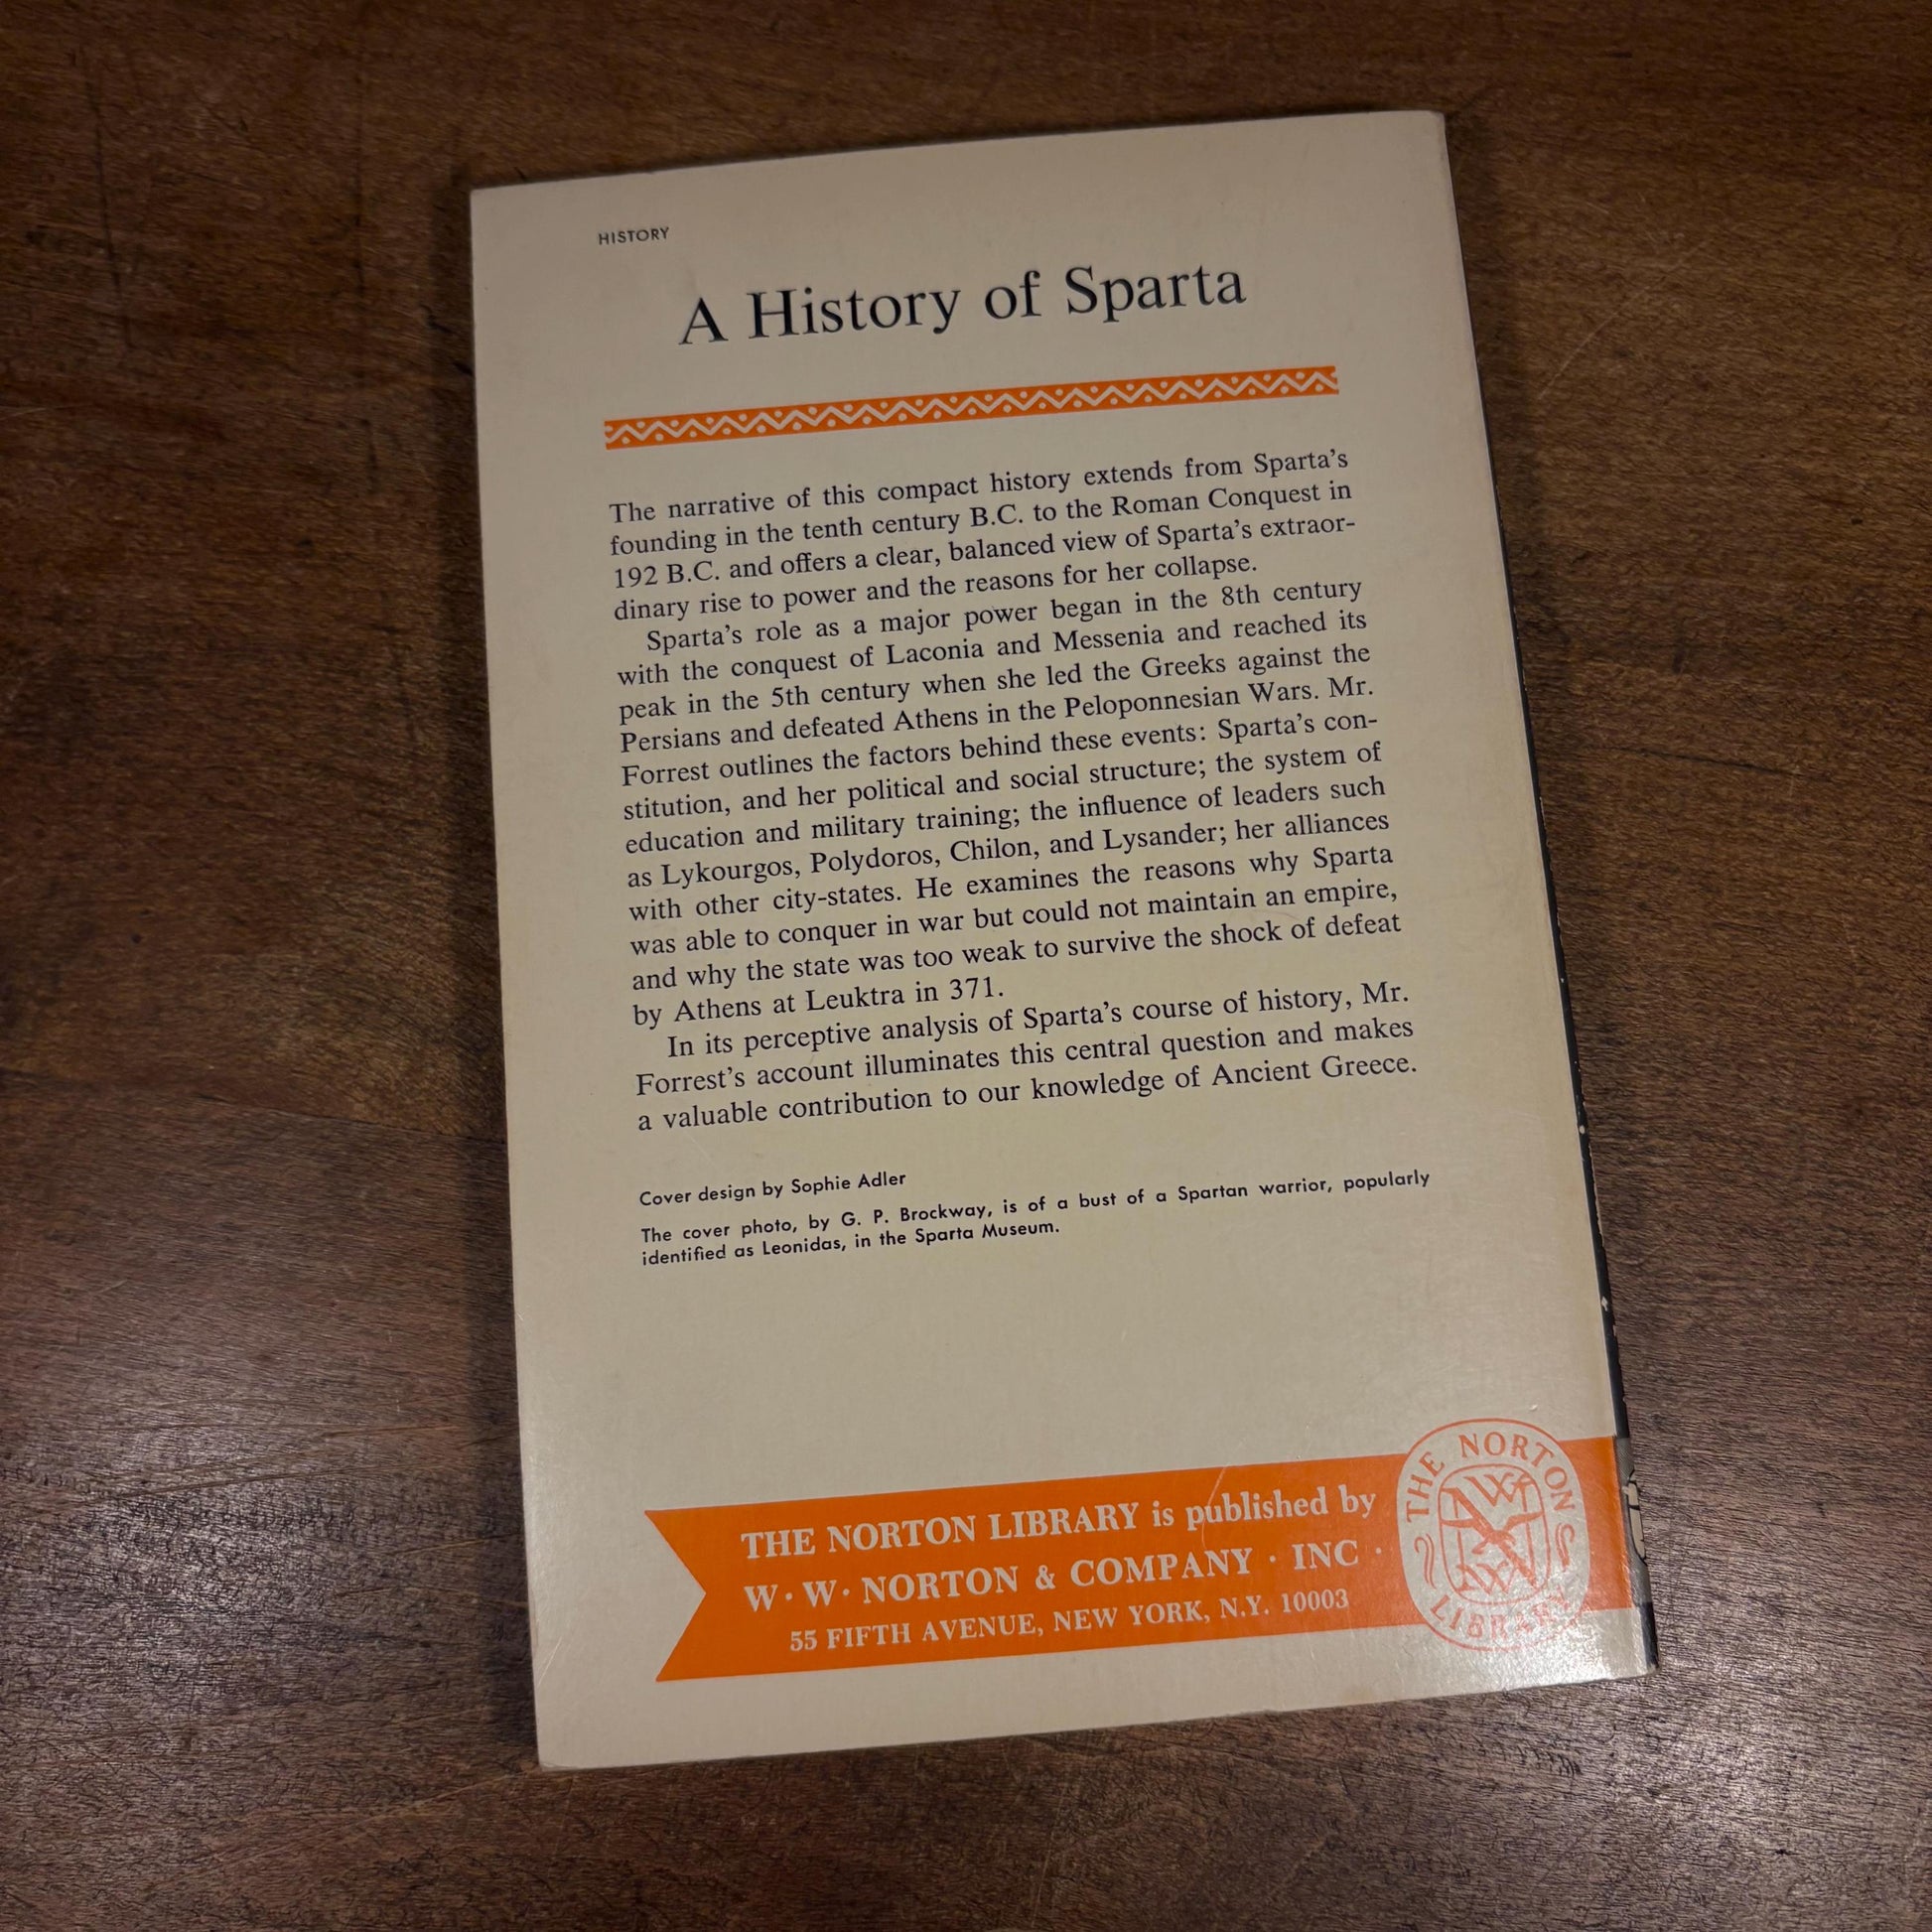 HISTORY
A History of Sparta
The narrative of this compact history extends from Sparta's
founding in the tenth century B.C. to the Roman Conquest in
192 B.C. and offers a clear, balanced view of Sparta's extraor-
dinary rise to power and the reasons for her collapse.
Sparta's role as a major power began in the 8th century
with the conquest of Laconia and Messenia and reached its
peak in the 5th century when she led the Greeks against the
Persians and defeated Athens in the Peloponnesian Wars. Mr.
Forrest outlines the factors behind these events: Sparta's con-
stitution, and her political and social structure; the system of
education and military training; the influence of leaders such
as Lykourgos, Polydoros, Chilon, and Lysander; her alliances
with other city-states. He examines the reasons why Sparta
was able to conquer in war but could not maintain an empire,
and why the state was too weak to survive the shock of defeat
by Athens at Leuktra in 371.
In its perceptive analysis of Sparta's course of history, Mr.
Forrest's account illuminates this central question and makes
a valuable contribution to our knowledge of Ancient Greece.
Cover design by Sophie Adler
The cover photo, by G. P. Brockway, is of a bust of a Spartan warrior, popularly
identified as Leonidas, in the Sparta Museum.
THE NORTON LIBRARY is published by
W · W · NORTON & COMPANY · INC ·
55 FIFTH AVENUE, NEW YORK, N.Y. 10003
THE NORTON
LIBRARY